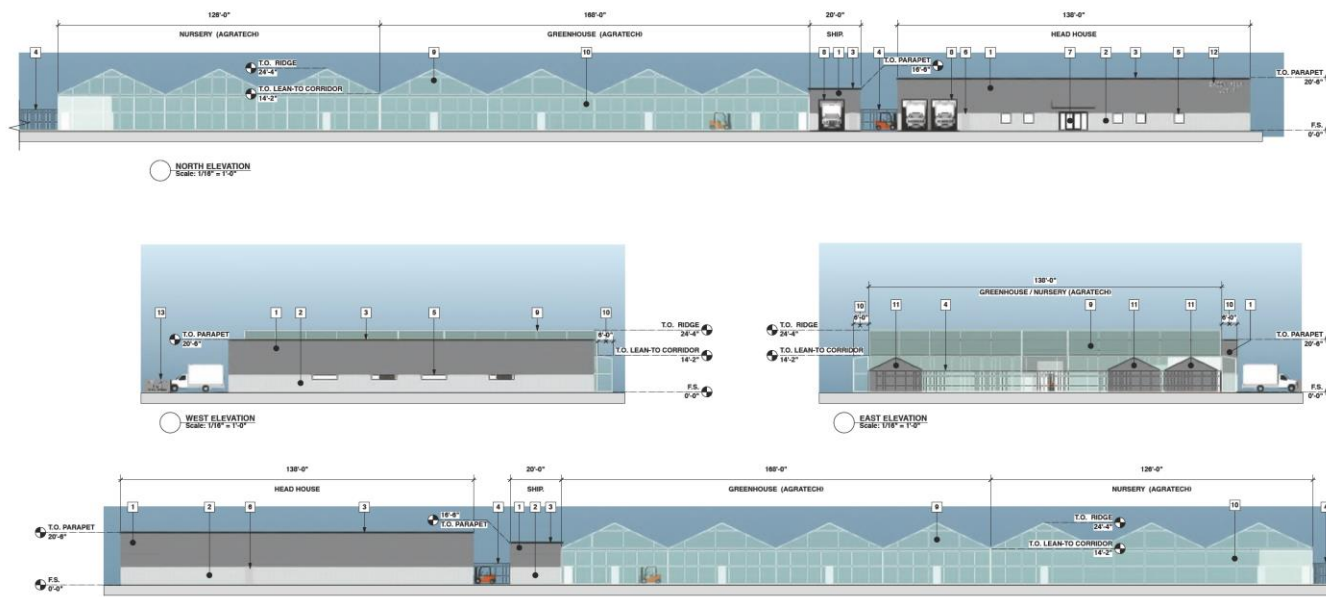 126'-0" 168'-0" 20'-0" 138'-0"
NURSERY (AGRATECH) GREENHOUSE (AGRATECH) SHIP. HEAD HOUSE
4 9 10 8 1 3 4 8 6 1 7 2 3 5 12
T.O. RIDGE
24'-4"
T.O. LEAN-TO CORRIDOR
14'-2"
T.O. PARAPET
16'-6"
T.O. PARAPET
20'-6"
F.S.
0'-0"
NORTH ELEVATION
Scale: 1/16" = 1'-0"
13 1 2 3 5 9 10
6'-0"
T.O. PARAPET
20'-6"
T.O. RIDGE
24'-4"
T.O. LEAN-TO CORRIDOR
14'-2"
F.S.
0'-0"
WEST ELEVATION
Scale: 1/16" = 1'-0"
138'-0"
GREENHOUSE / NURSERY (AGRATECH)
10 11 4 9 11 11 10 1
6'-0" 6'-0"
T.O. RIDGE
24'-4"
T.O. LEAN-TO CORRIDOR
14'-2"
T.O. PARAPET
20'-6"
F.S.
0'-0"
EAST ELEVATION
Scale: 1/16" = 1'-0"
138'-0" 20'-0" 168'-0" 126'-0"
HEAD HOUSE SHIP. GREENHOUSE (AGRATECH) NURSERY (AGRATECH)
1 2 6 3 4 1 2 3 9 10 4
T.O. PARAPET
20'-6"
16'-6"
T.O. PARAPET
T.O. RIDGE
24'-4"
T.O. LEAN-TO CORRIDOR
14'-2"
F.S.
0'-0"